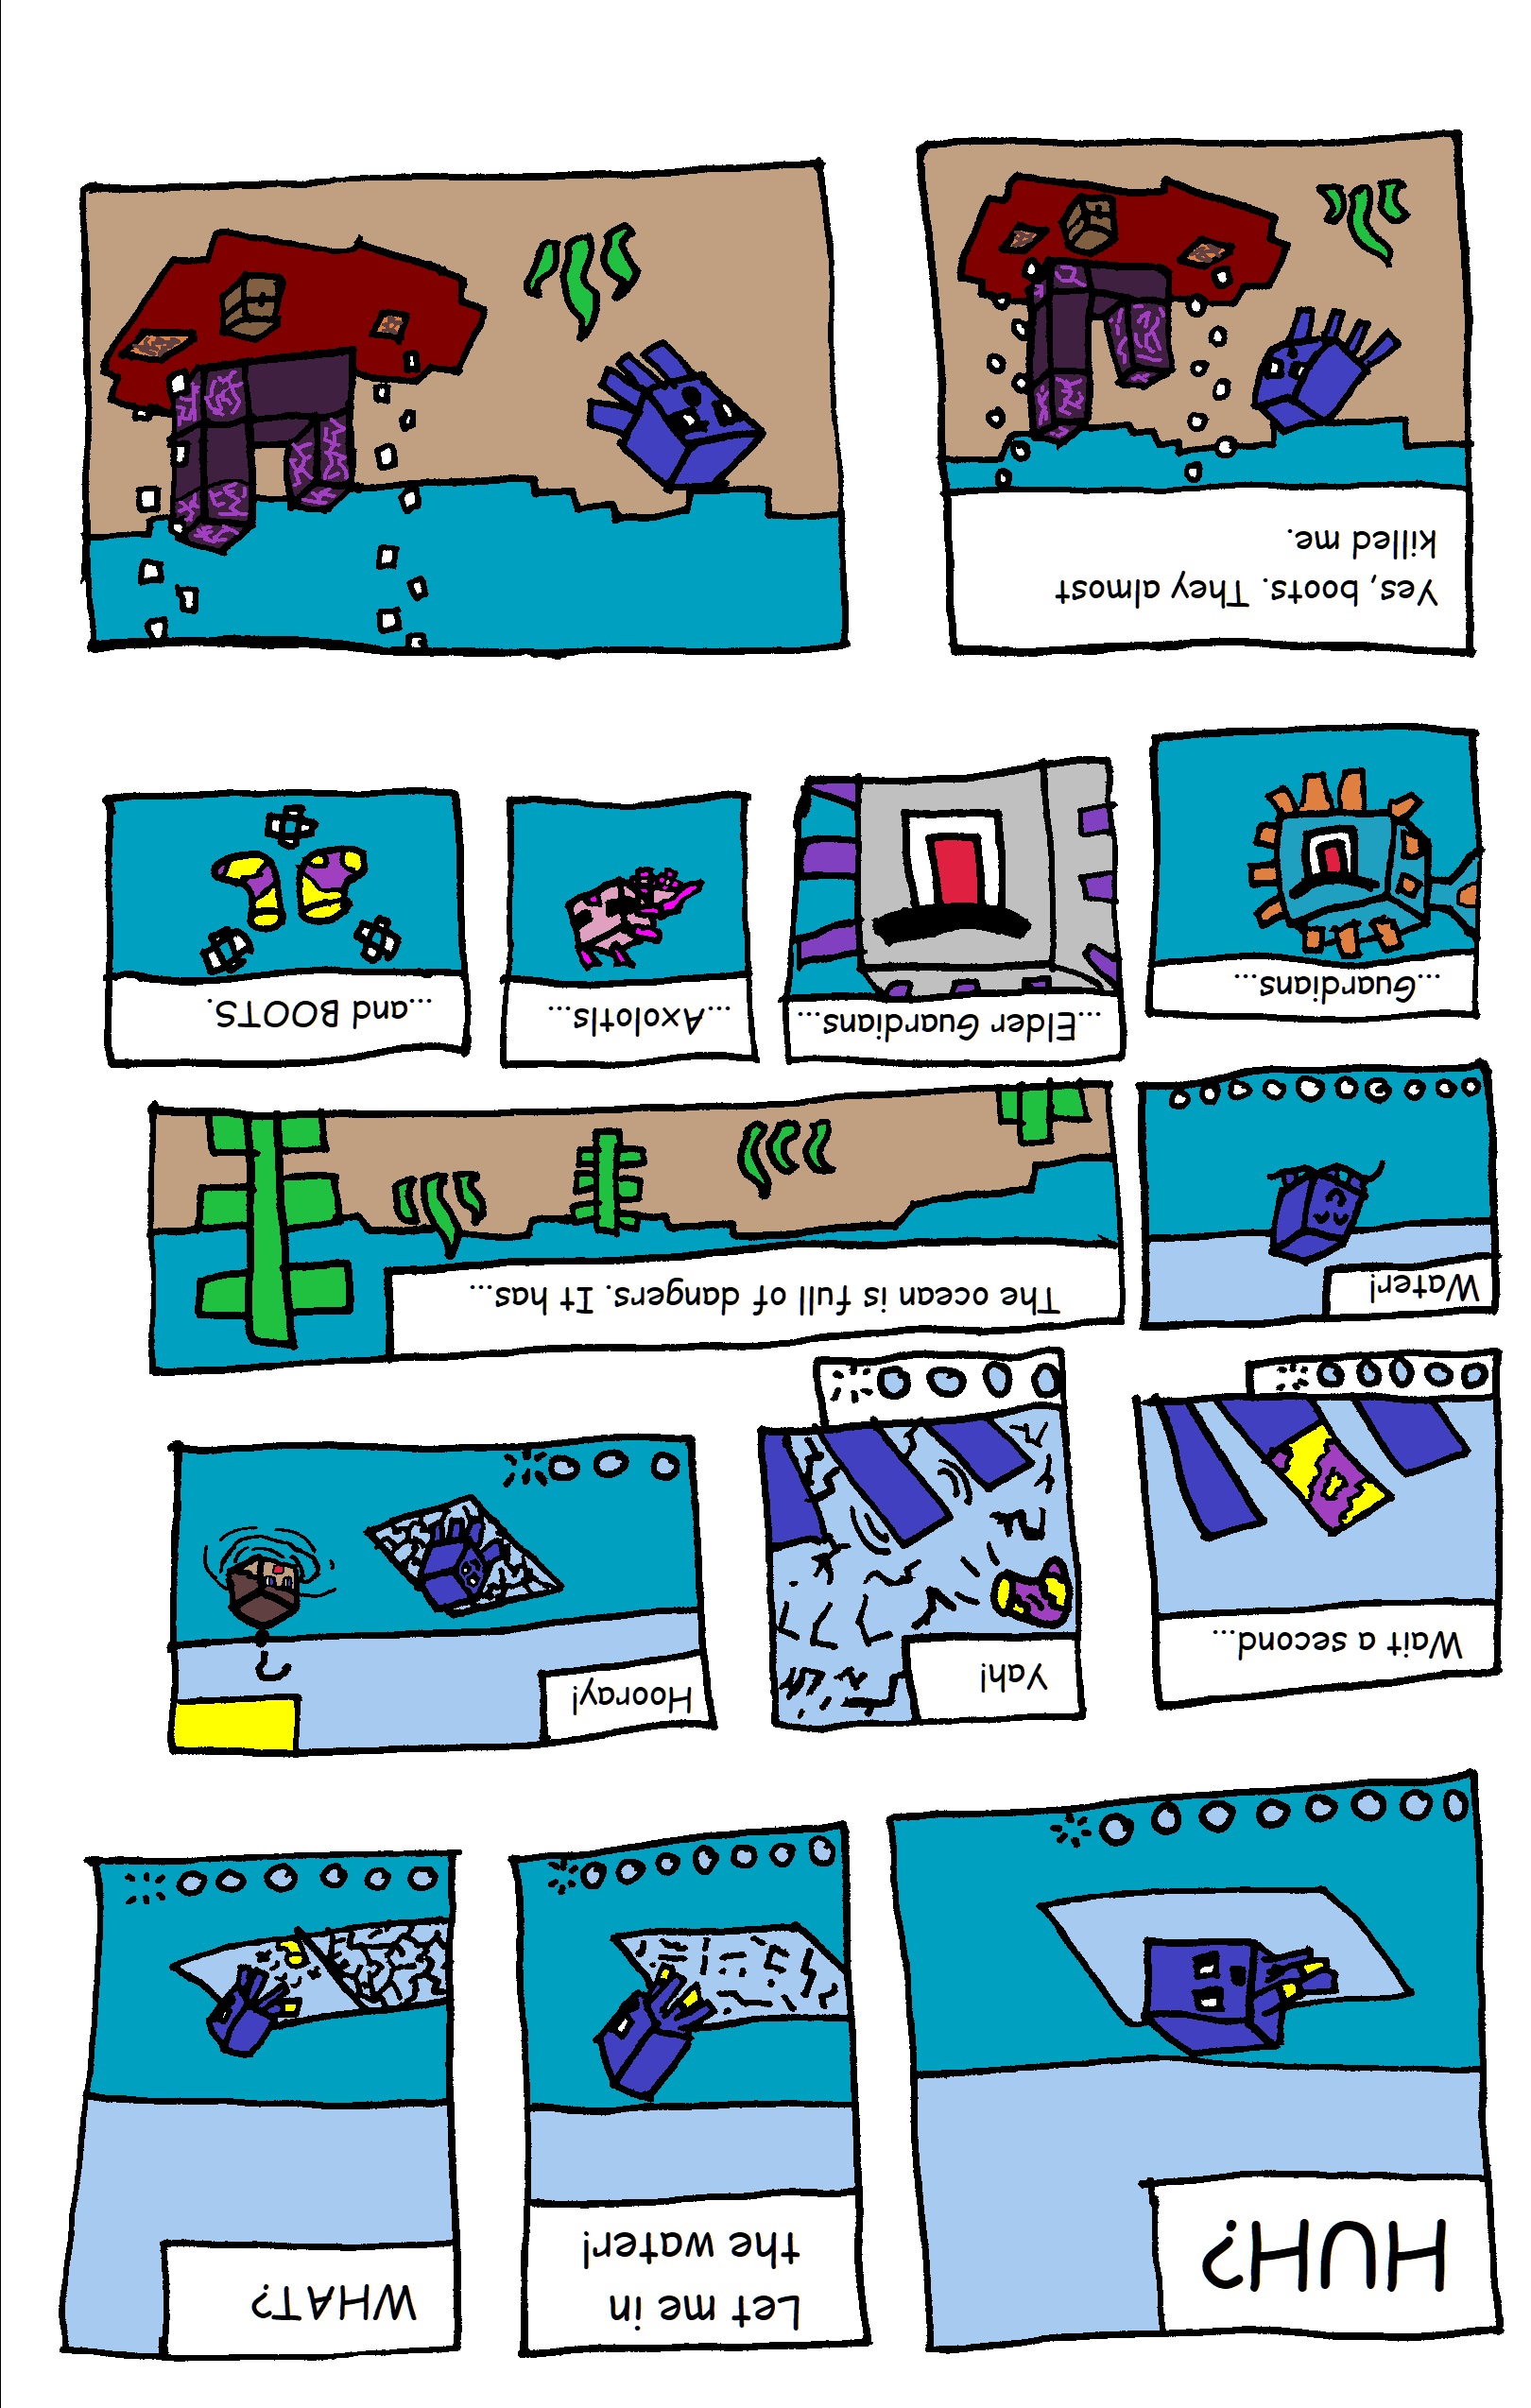 HUH?
Let me in
the water!
WHAT?
Wait a second...
Yah!
Hooray!
?
Water!
The ocean is full of dangers. It has...
...Guardians...
...Elder Guardians...
...Axolotls...
...and BOOTS.
Yes, boots. They almost
killed me.